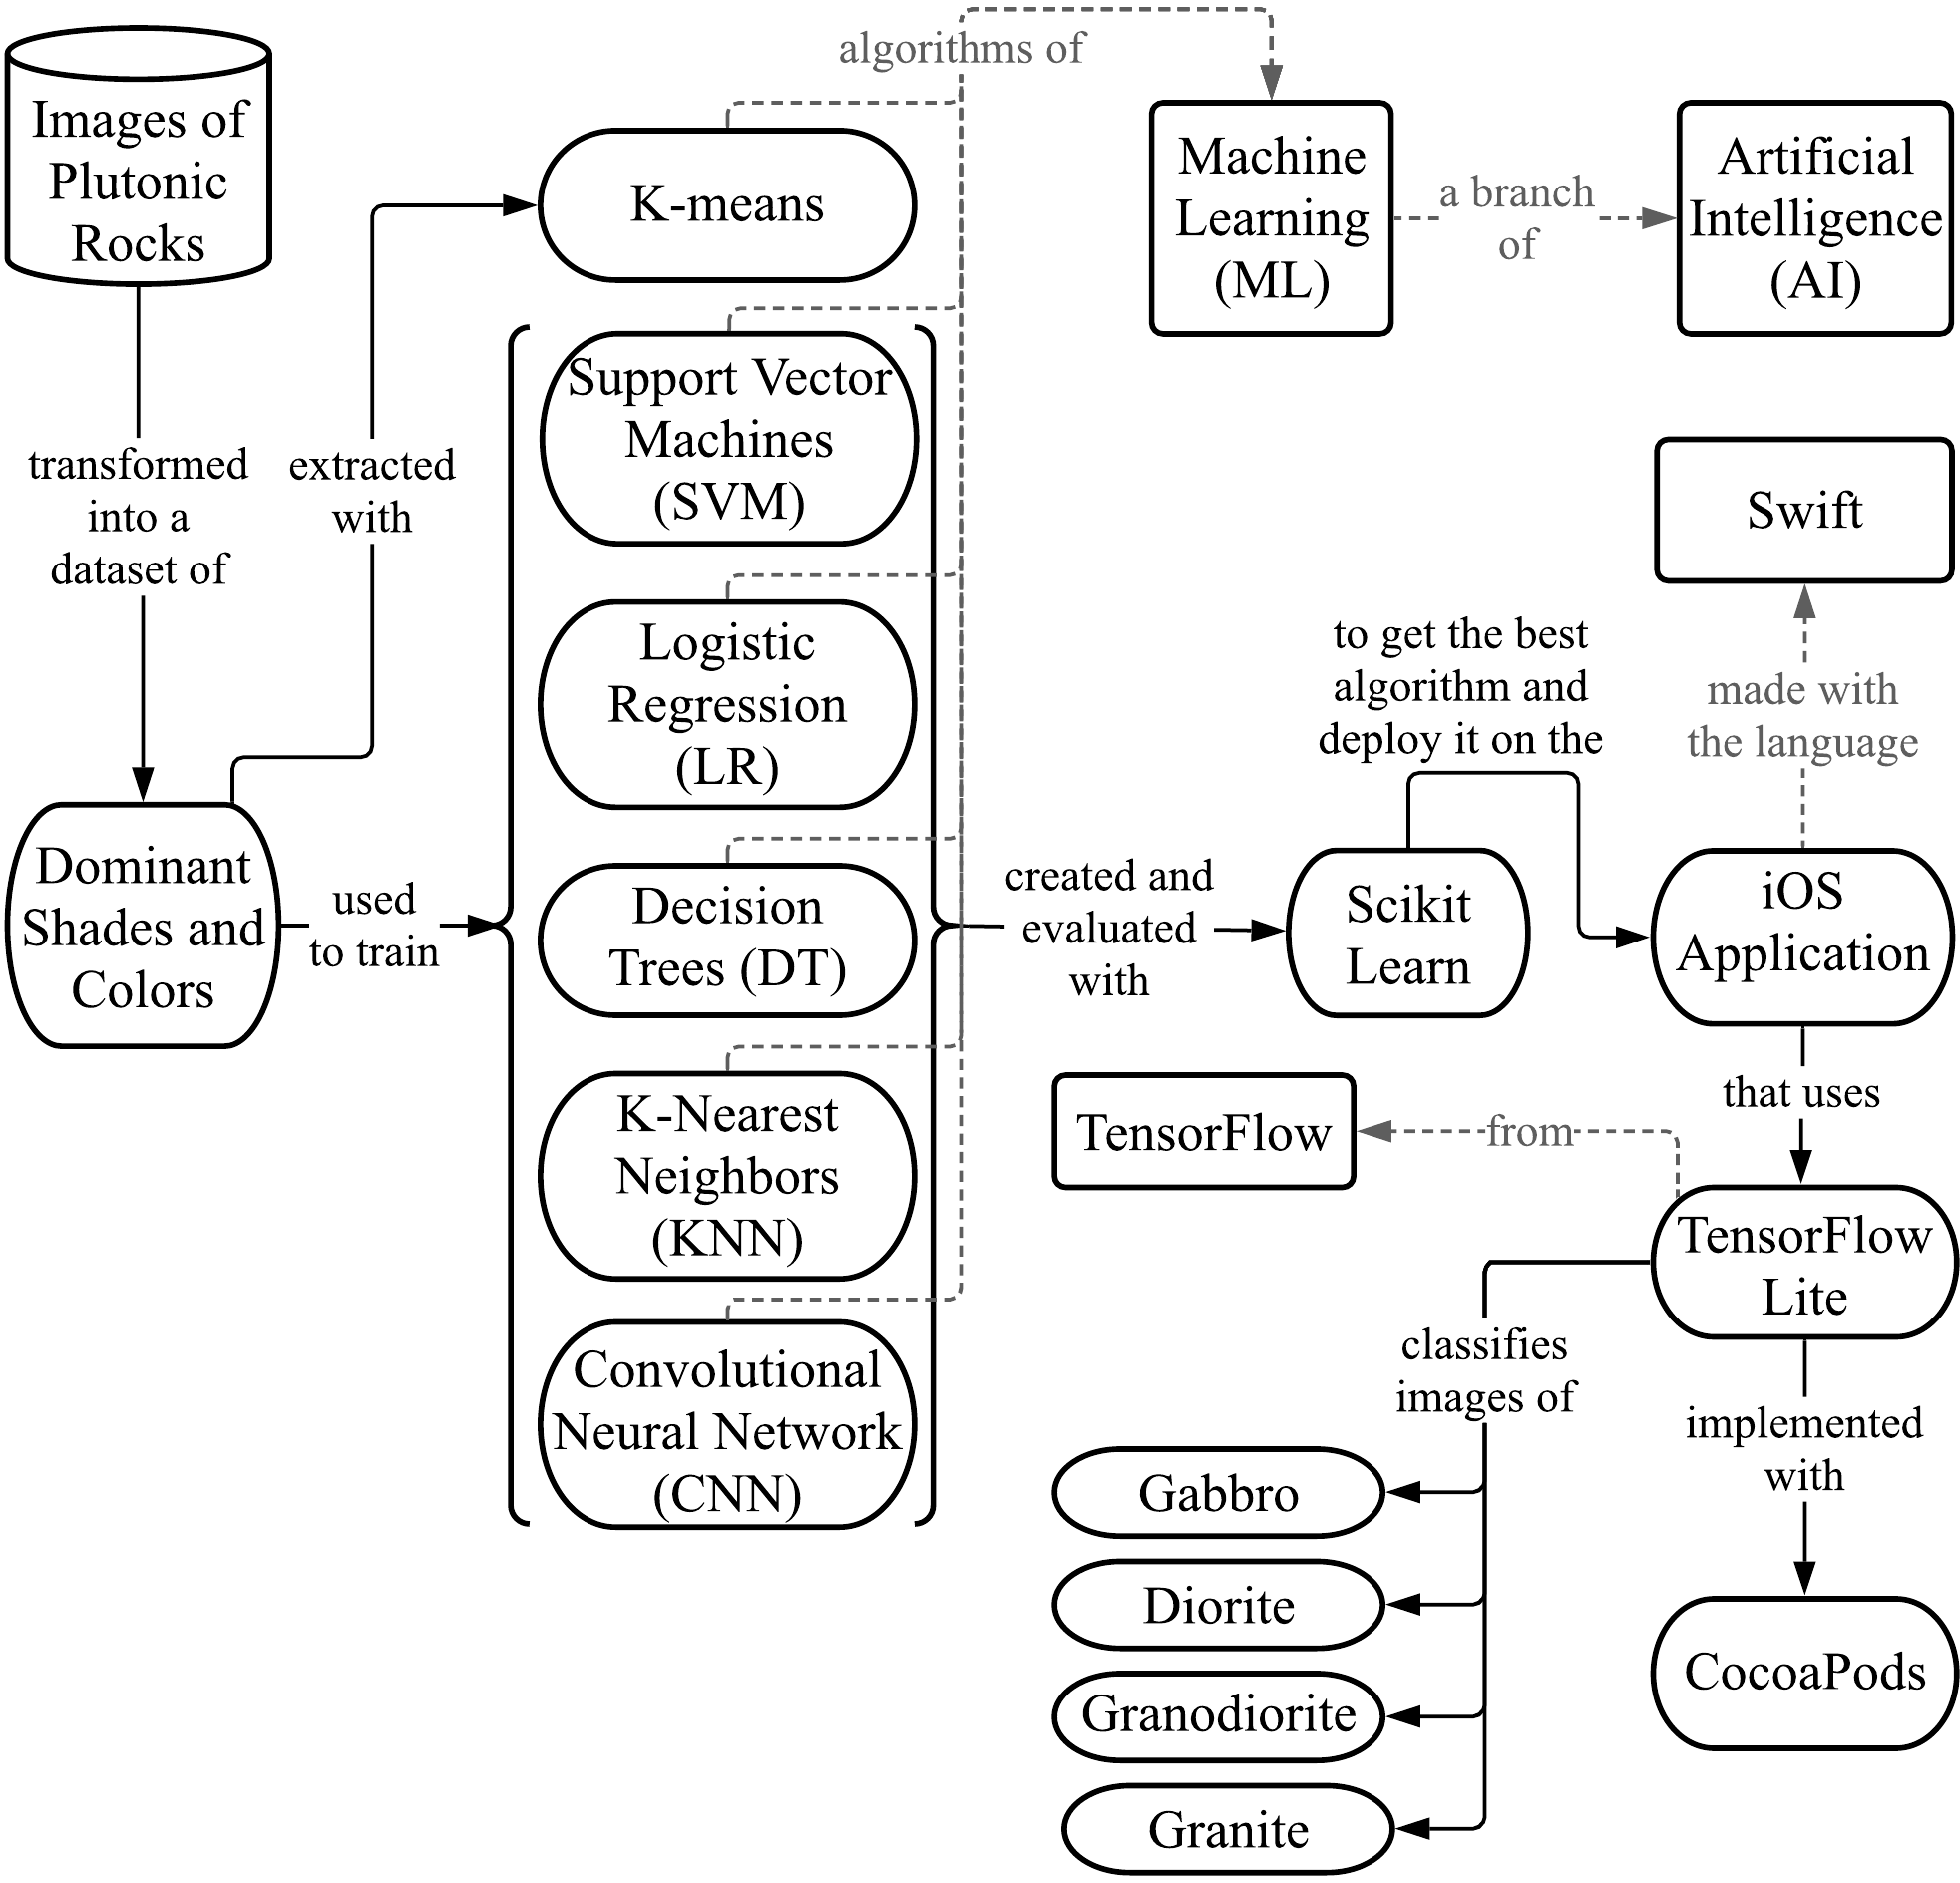 Images of
Plutonic
Rocks
transformed
into a
dataset of
extracted
with
Dominant
Shades and
Colors
used
to train
algorithms of
K-means
Support Vector
Machines
(SVM)
Logistic
Regression
(LR)
Decision
Trees (DT)
K-Nearest
Neighbors
(KNN)
Convolutional
Neural Network
(CNN)
Machine
Learning
(ML)
a branch
of
Artificial
Intelligence
(AI)
created and
evaluated
with
Scikit
Learn
to get the best
algorithm and
deploy it on the
Swift
made with
the language
iOS
Application
that uses
TensorFlow
from
TensorFlow
Lite
classifies
images of
implemented
with
Gabbro
Diorite
Granodiorite
Granite
CocoaPods